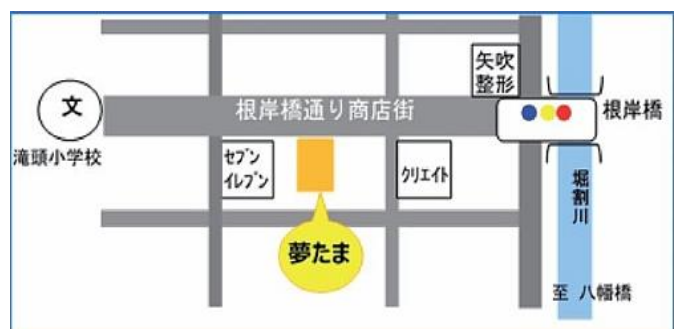 矢吹
整形
文
根岸橋通り商店街
根岸橋
滝頭小学校
ｾﾌﾞﾝ
ｲﾚﾌﾞﾝ
ｸﾘｴｲﾄ
堀割川
夢たま
至 八幡橋